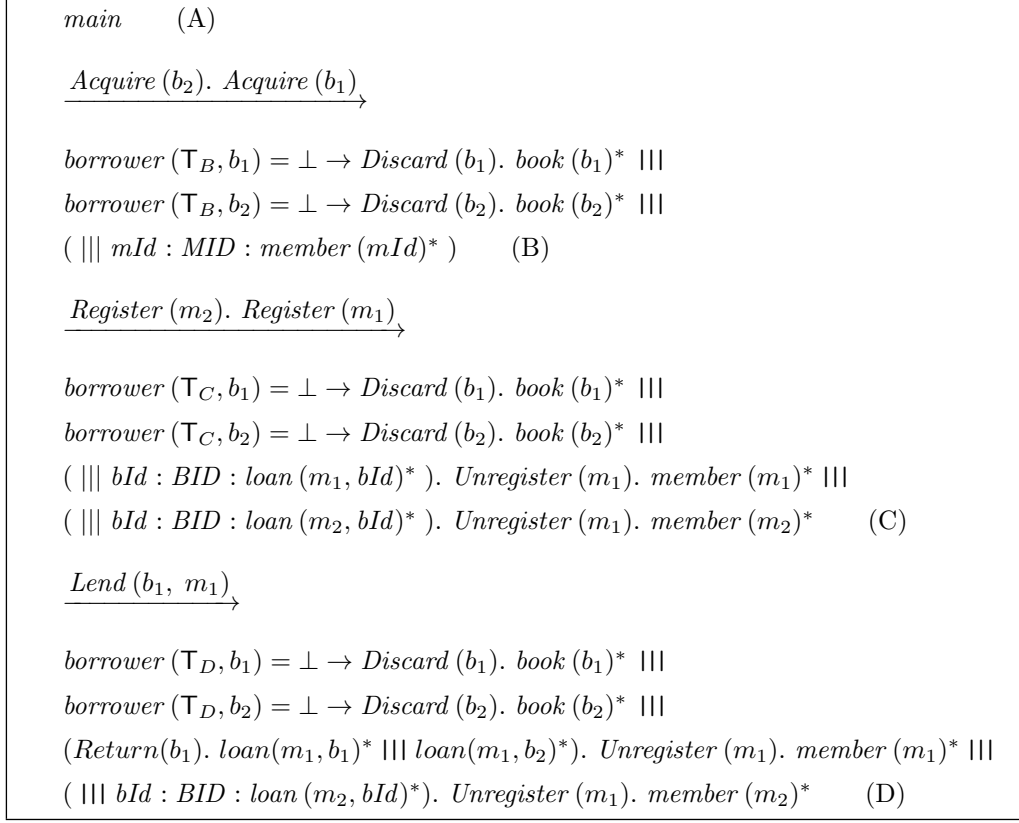 main (A)
Acquire (b₂). Acquire (b₁)
borrower (T_B, b₁) = ⊥ → Discard (b₁). book (b₁)* |||
borrower (T_B, b₂) = ⊥ → Discard (b₂). book (b₂)* |||
( ||| mId : MID : member (mId)* ) (B)
Register (m₂). Register (m₁)
borrower (T_C, b₁) = ⊥ → Discard (b₁). book (b₁)* |||
borrower (T_C, b₂) = ⊥ → Discard (b₂). book (b₂)* |||
( ||| bId : BID : loan (m₁, bId)* ). Unregister (m₁). member (m₁)* |||
( ||| bId : BID : loan (m₂, bId)* ). Unregister (m₁). member (m₂)* (C)
Lend (b₁, m₁)
borrower (T_D, b₁) = ⊥ → Discard (b₁). book (b₁)* |||
borrower (T_D, b₂) = ⊥ → Discard (b₂). book (b₂)* |||
(Return(b₁). loan(m₁, b₁)* ||| loan(m₁, b₂)*). Unregister (m₁). member (m₁)* |||
( ||| bId : BID : loan (m₂, bId)*). Unregister (m₁). member (m₂)* (D)